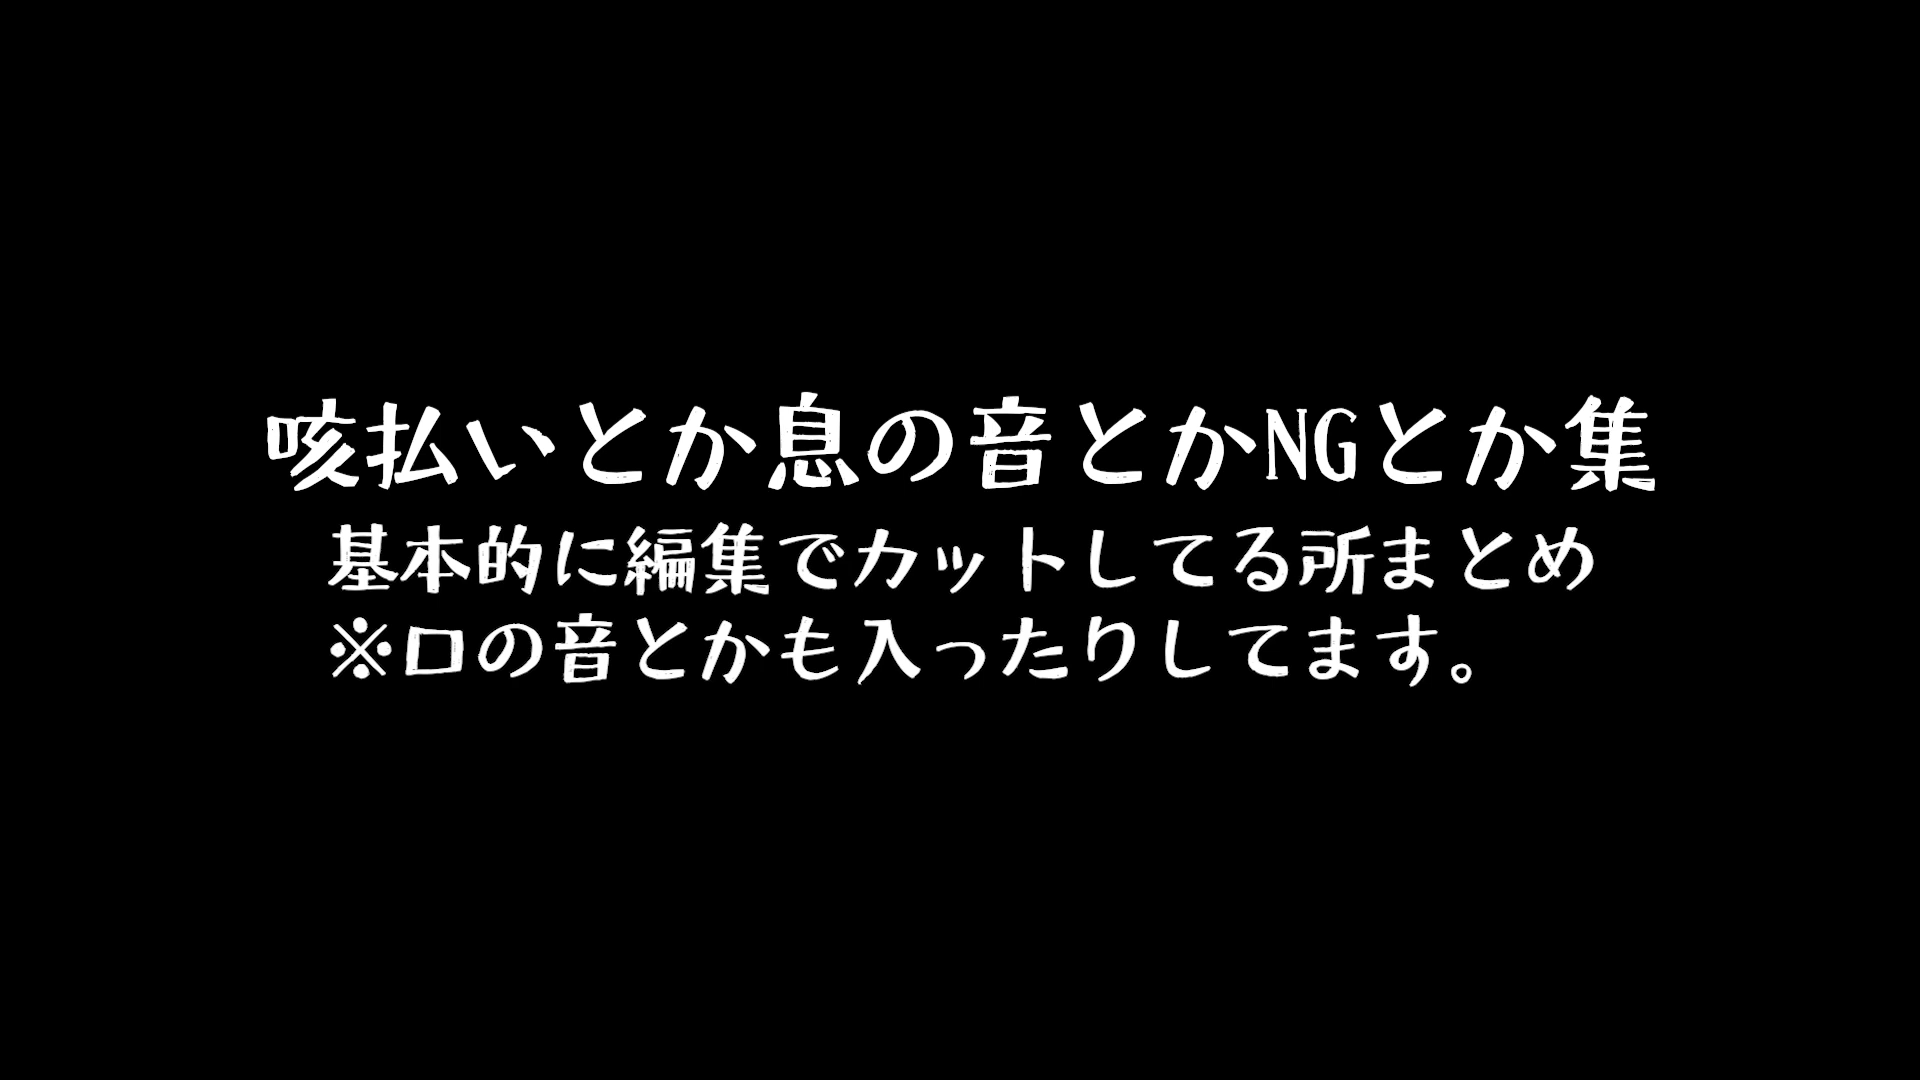 咳払いとか息の音とかNGとか集
基本的に編集でカットしてる所まとめ
※口の音とかも入ったりしてます。